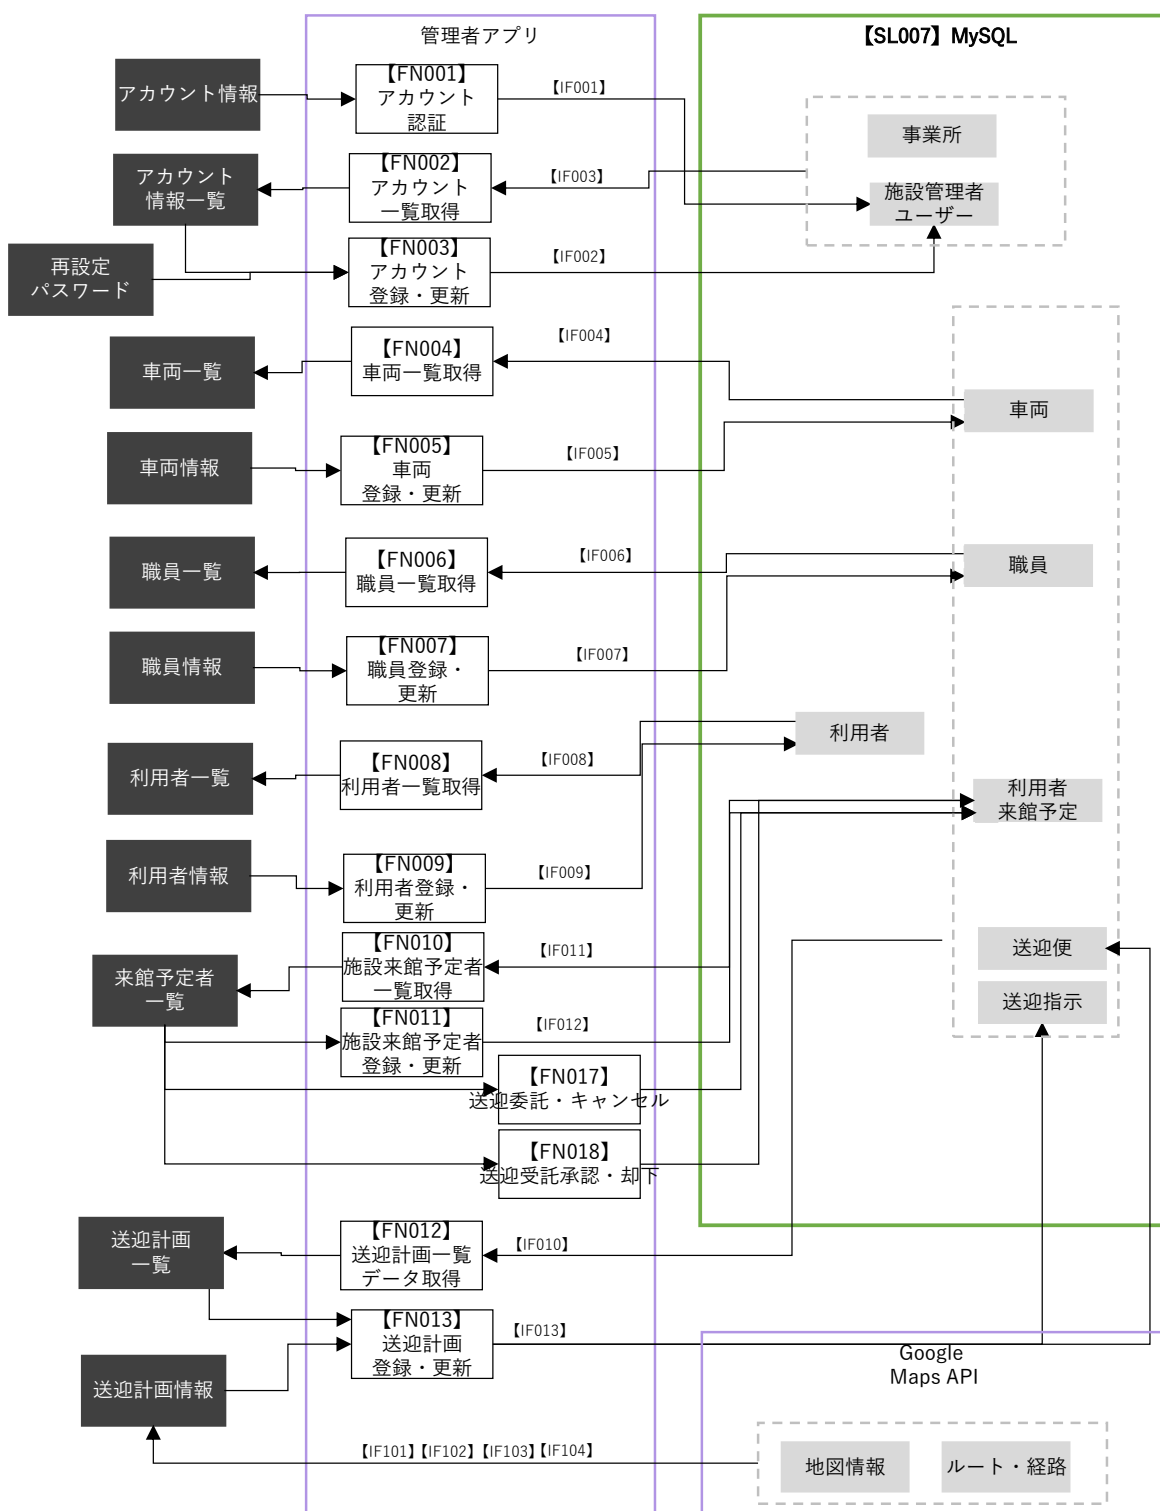 管理者アプリ
【SL007】MySQL
アカウント情報
【FN001】
アカウント
認証
【IF001】
事業所
アカウント
情報一覧
【FN002】
アカウント
一覧取得
【IF003】
施設管理者
ユーザー
再設定
パスワード
【FN003】
アカウント
登録・更新
【IF002】
車両一覧
【FN004】
車両一覧取得
【IF004】
車両
車両情報
【FN005】
車両
登録・更新
【IF005】
職員一覧
【FN006】
職員一覧取得
【IF006】
職員
職員情報
【FN007】
職員登録・
更新
【IF007】
利用者一覧
【FN008】
利用者一覧取得
【IF008】
利用者
利用者
来館予定
利用者情報
【FN009】
利用者登録・
更新
【IF009】
来館予定者
一覧
【FN010】
施設来館予定者
一覧取得
【IF011】
送迎便
送迎指示
【FN011】
施設来館予定者
登録・更新
【IF012】
【FN017】
送迎委託・キャンセル
【FN018】
送迎受託承認・却下
送迎計画
一覧
【FN012】
送迎計画一覧
データ取得
【IF010】
【FN013】
送迎計画
登録・更新
【IF013】
送迎計画情報
Google
Maps API
【IF101】【IF102】【IF103】【IF104】
地図情報
ルート・経路